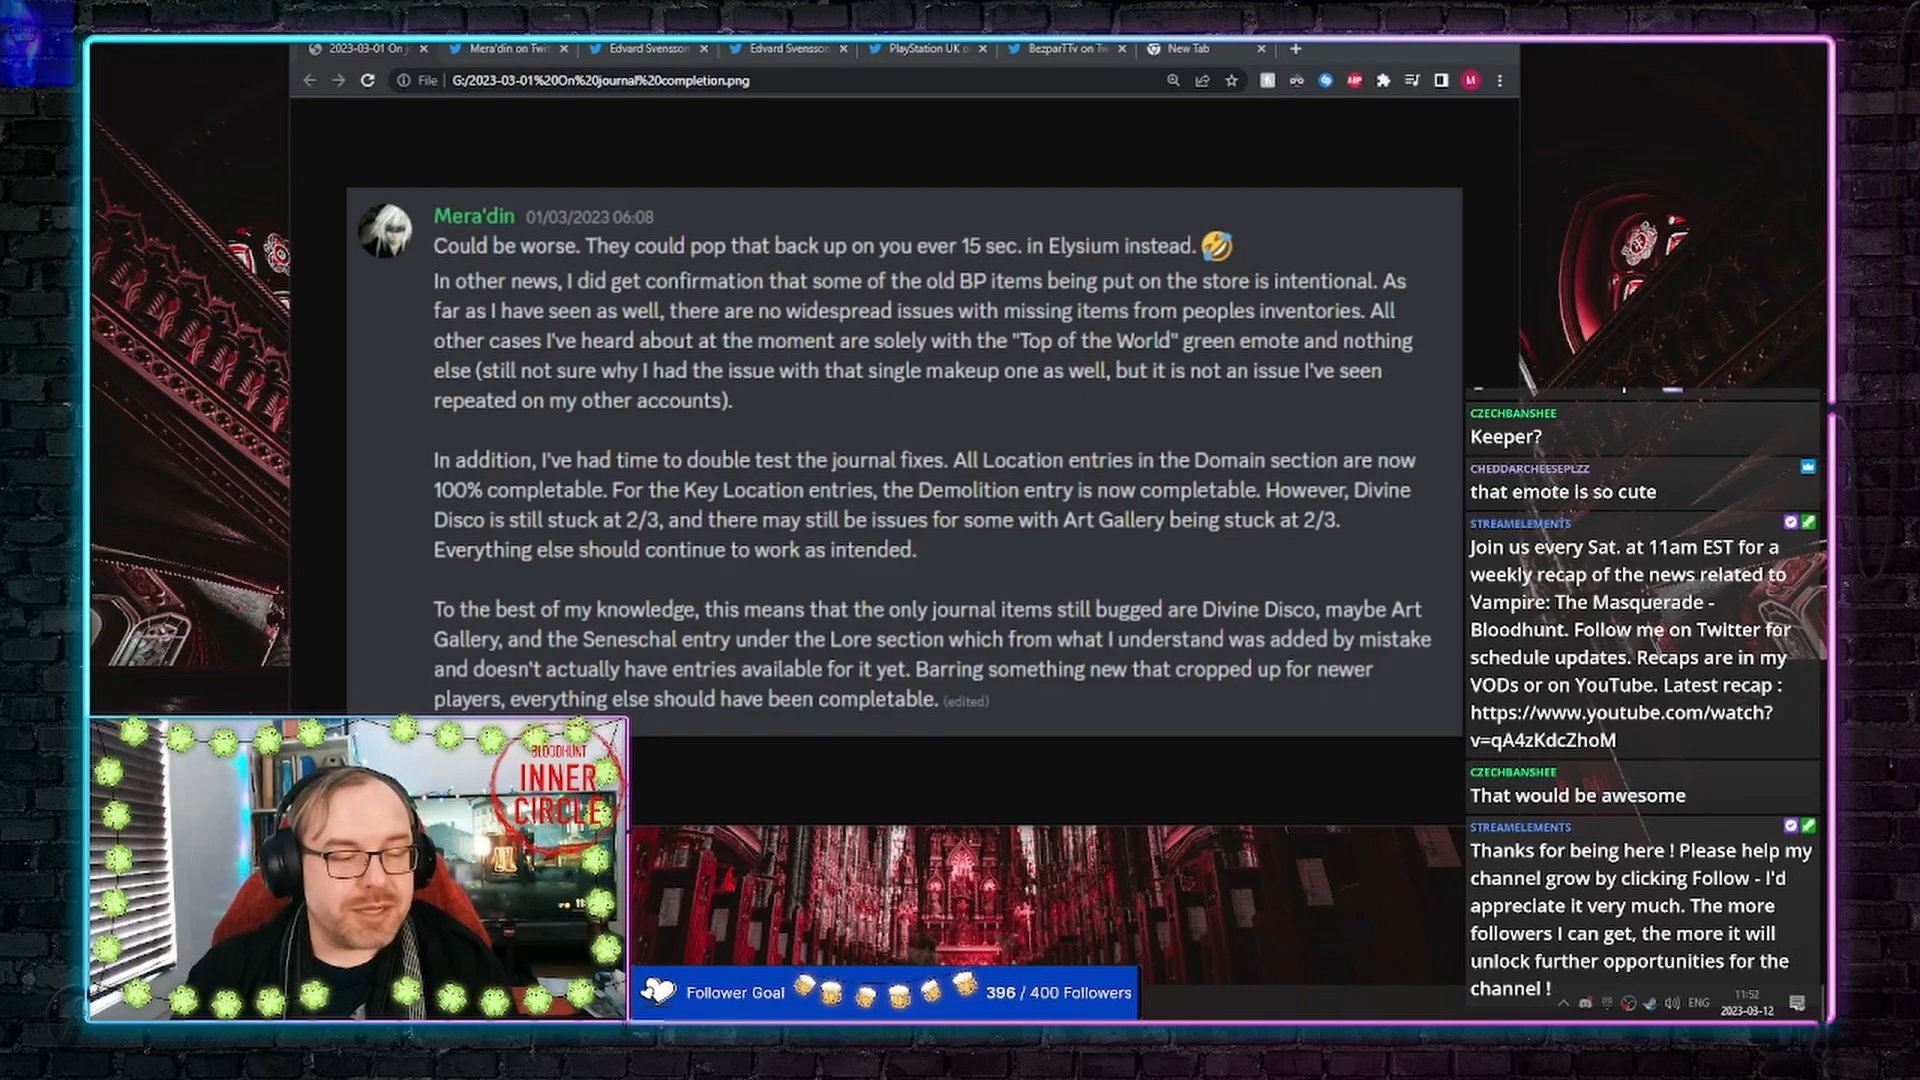 2023-03-01 On j
Mera'din on Twit
Edvard Svensson
Edvard Svensson
PlayStation UK o
BezparTTv on Tw
New Tab
File
G:/2023-03-01%20On%20journal%20completion.png
ABP
M
Mera'din 01/03/2023 06:08
Could be worse. They could pop that back up on you ever 15 sec. in Elysium instead. 🤣
In other news, I did get confirmation that some of the old BP items being put on the store is intentional. As
far as I have seen as well, there are no widespread issues with missing items from peoples inventories. All
other cases I've heard about at the moment are solely with the "Top of the World" green emote and nothing
else (still not sure why I had the issue with that single makeup one as well, but it is not an issue I've seen
repeated on my other accounts).
In addition, I've had time to double test the journal fixes. All Location entries in the Domain section are now
100% completable. For the Key Location entries, the Demolition entry is now completable. However, Divine
Disco is still stuck at 2/3, and there may still be issues for some with Art Gallery being stuck at 2/3.
Everything else should continue to work as intended.
To the best of my knowledge, this means that the only journal items still bugged are Divine Disco, maybe Art
Gallery, and the Seneschal entry under the Lore section which from what I understand was added by mistake
and doesn't actually have entries available for it yet. Barring something new that cropped up for newer
players, everything else should have been completable. (edited)
CZECHBANSHEE
Keeper?
CHEDDARCHEESEPLZZ
that emote is so cute
STREAMELEMENTS
Join us every Sat. at 11am EST for a
weekly recap of the news related to
Vampire: The Masquerade -
Bloodhunt. Follow me on Twitter for
schedule updates. Recaps are in my
VODs or on YouTube. Latest recap :
https://www.youtube.com/watch?
v=qA4zKdcZhoM
CZECHBANSHEE
That would be awesome
STREAMELEMENTS
Thanks for being here ! Please help my
channel grow by clicking Follow - I'd
appreciate it very much. The more
followers I can get, the more it will
unlock further opportunities for the
channel !
BLOODHUNT
INNER
CIRCLE
Follower Goal
396 / 400 Followers
ENG
11:52
2023-03-12